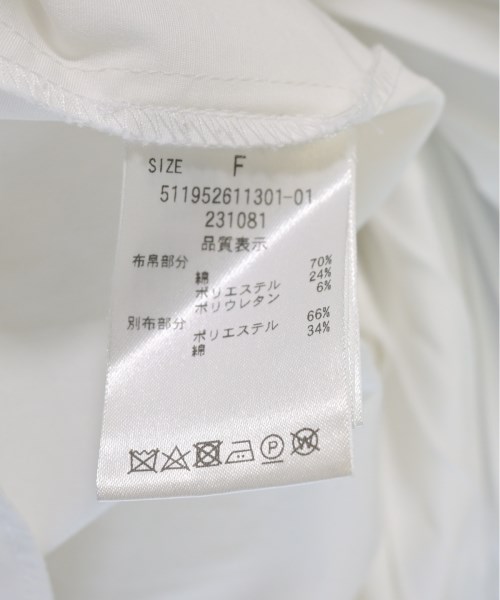 SIZE F
511952611301-01
231081
品質表示
布帛部分
綿 70%
ポリエステル 24%
ポリウレタン 6%
別布部分
ポリエステル 66%
綿 34%
P W